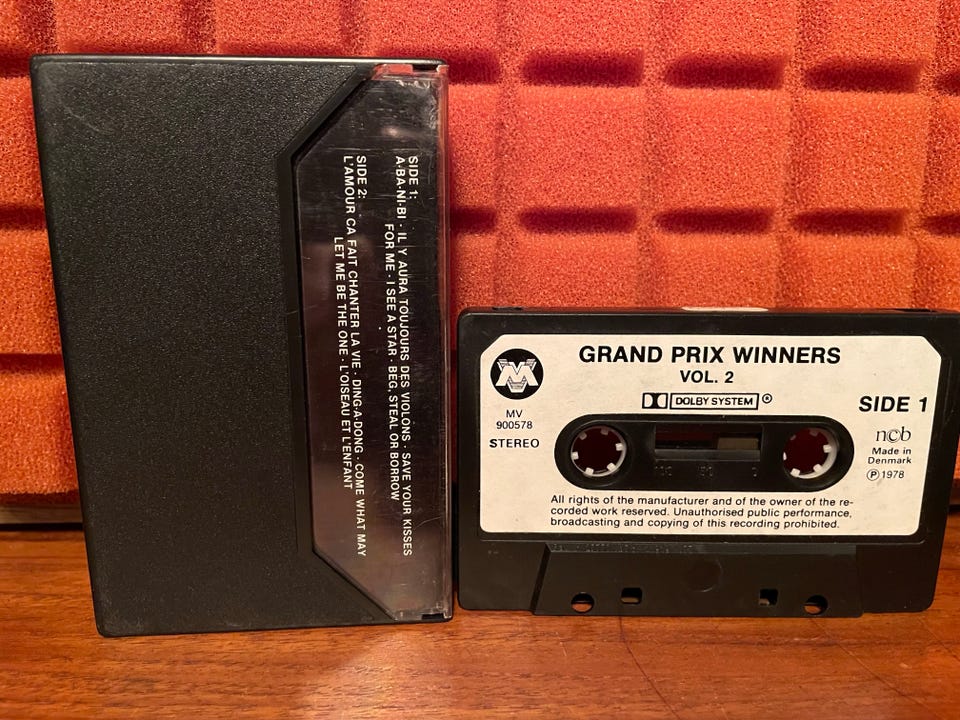 SIDE 1:
A-BA-NI-BI · IL Y AURA TOUJOURS DES VIOLONS · SAVE YOUR KISSES
FOR ME · I SEE A STAR · BEG, STEAL OR BORROW
SIDE 2:
L'AMOUR CA FAIT CHANTER LA VIE · DING-A-DONG · COME WHAT MAY
LET ME BE THE ONE · L'OISEAU ET L'ENFANT
M
GRAND PRIX WINNERS
VOL. 2
DOLBY SYSTEM ®
SIDE 1
MV
900578
STEREO
ncb
Made in
Denmark
℗ 1978
100 50 0
All rights of the manufacturer and of the owner of the re-
corded work reserved. Unauthorised public performance,
broadcasting and copying of this recording prohibited.